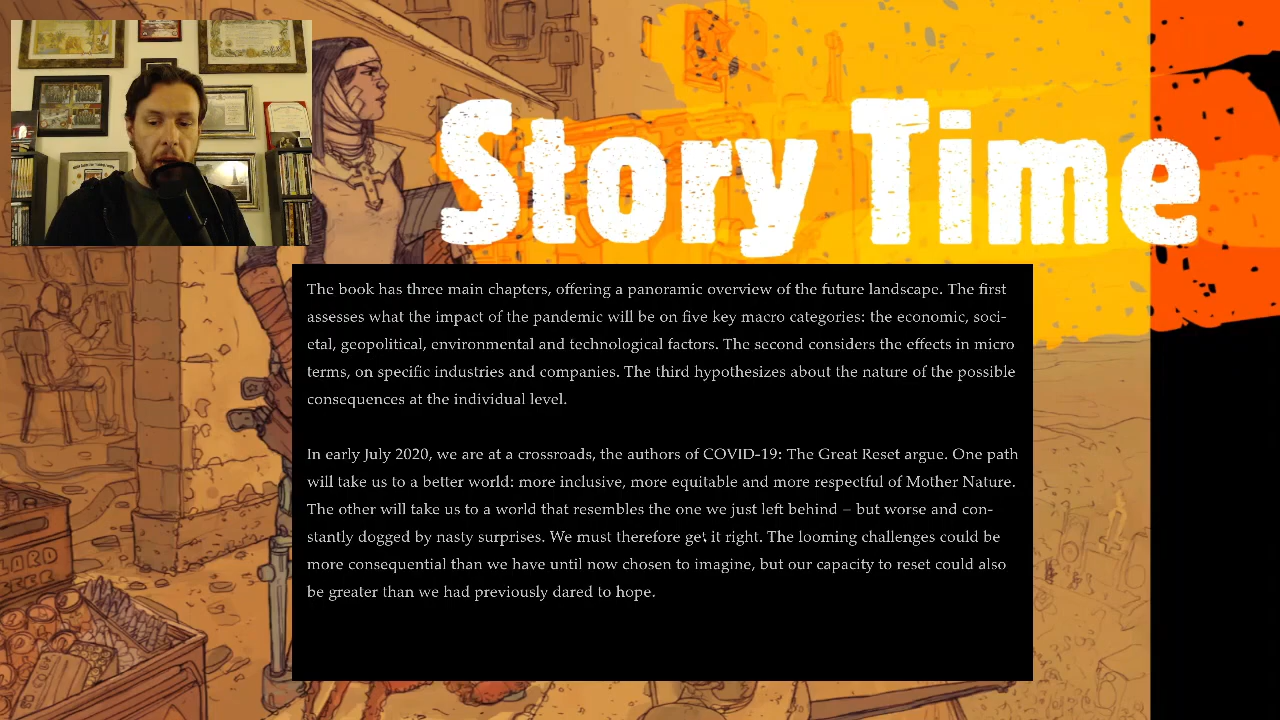 Story Time
The book has three main chapters, offering a panoramic overview of the future landscape. The first
assesses what the impact of the pandemic will be on five key macro categories: the economic, soci-
etal, geopolitical, environmental and technological factors. The second considers the effects in micro
terms, on specific industries and companies. The third hypothesizes about the nature of the possible
consequences at the individual level.
In early July 2020, we are at a crossroads, the authors of COVID-19: The Great Reset argue. One path
will take us to a better world: more inclusive, more equitable and more respectful of Mother Nature.
The other will take us to a world that resembles the one we just left behind – but worse and con-
stantly dogged by nasty surprises. We must therefore get it right. The looming challenges could be
more consequential than we have until now chosen to imagine, but our capacity to reset could also
be greater than we had previously dared to hope.